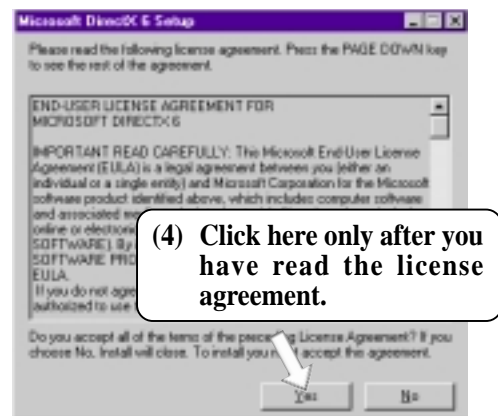 Microsoft DirectX 6 Setup
Please read the following license agreement. Press the PAGE DOWN key
to see the rest of the agreement.
END-USER LICENSE AGREEMENT FOR
MICROSOFT DIRECTX 6
IMPORTANT READ CAREFULLY: This Microsoft End-User License
Agreement (EULA) is a legal agreement between you (either an
individual or a single entity) and Microsoft Corporation for the Microsoft
software product identified above, which includes computer software
and associated
online or electronic
SOFTWARE). By
SOFTWARE
EULA.
If you do not
authorized to use
(4) Click here only after you
have read the license
agreement.
Do you accept all of the terms of the preceding License Agreement? If you
choose No, Install will close. To install you accept this agreement.
Yes
No